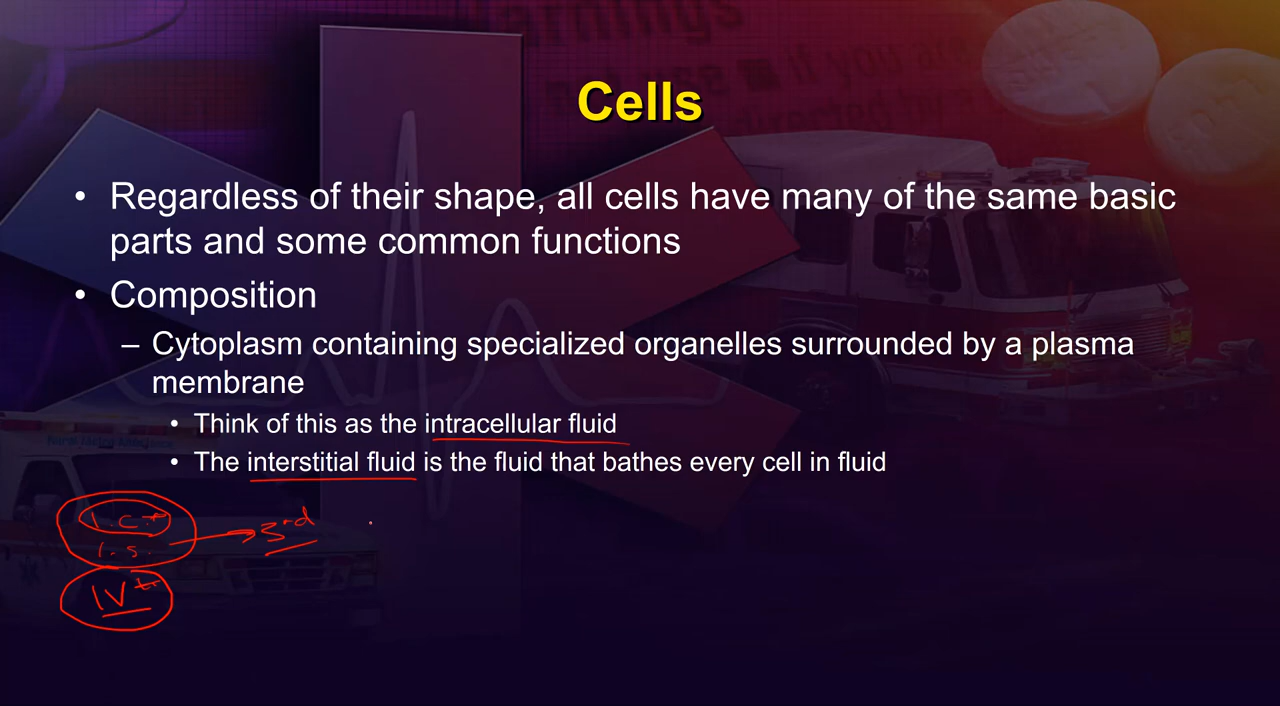 Cells
• Regardless of their shape, all cells have many of the same basic
parts and some common functions
• Composition
– Cytoplasm containing specialized organelles surrounded by a plasma
membrane
• Think of this as the intracellular fluid
• The interstitial fluid is the fluid that bathes every cell in fluid
I.C.
I.S.
3rd
IV